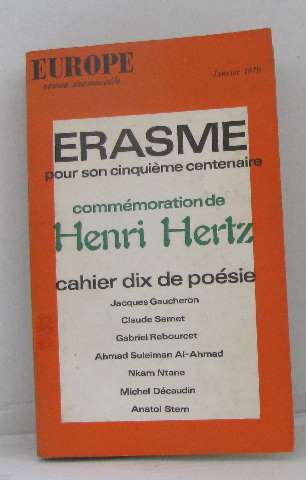 EUROPE
revue mensuelle
Janvier 1970
ERASME
pour son cinquième centenaire
commémoration de
Henri Hertz
cahier dix de poésie
Jacques Gaucheron
Claude Sernet
Gabriel Rebourcet
Ahmad Suleiman Al-Ahmad
Nkam Ntane
Michel Décaudin
Anatol Stern